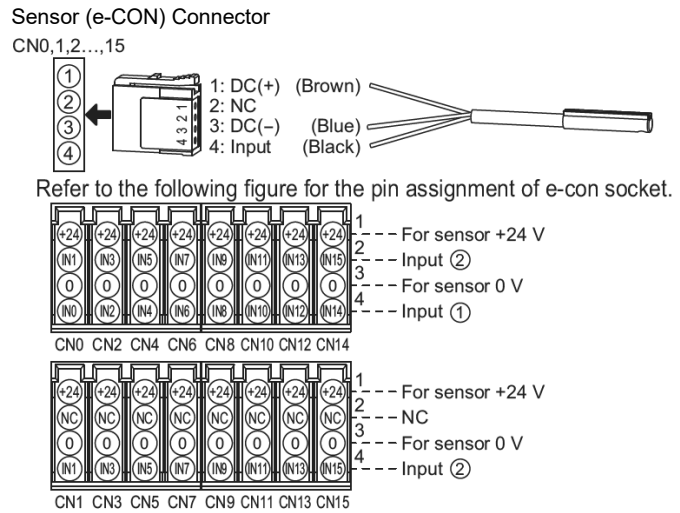 Sensor (e-CON) Connector
CN0,1,2...,15
1
2
3
4
4 3 2 1
1: DC(+) (Brown)
2: NC
3: DC(−) (Blue)
4: Input (Black)
Refer to the following figure for the pin assignment of e-con socket.
+24 +24 +24 +24 +24 +24 +24 +24 1 For sensor +24 V
IN1 IN3 IN5 IN7 IN9 IN11 IN13 IN15 2 Input ②
0 0 0 0 0 0 0 0 3 For sensor 0 V
IN0 IN2 IN4 IN6 IN8 IN10 IN12 IN14 4 Input ①
CN0 CN2 CN4 CN6 CN8 CN10 CN12 CN14
+24 +24 +24 +24 +24 +24 +24 +24 1 For sensor +24 V
NC NC NC NC NC NC NC NC 2 NC
0 0 0 0 0 0 0 0 3 For sensor 0 V
IN1 IN3 IN5 IN7 IN9 IN11 IN13 IN15 4 Input ②
CN1 CN3 CN5 CN7 CN9 CN11 CN13 CN15